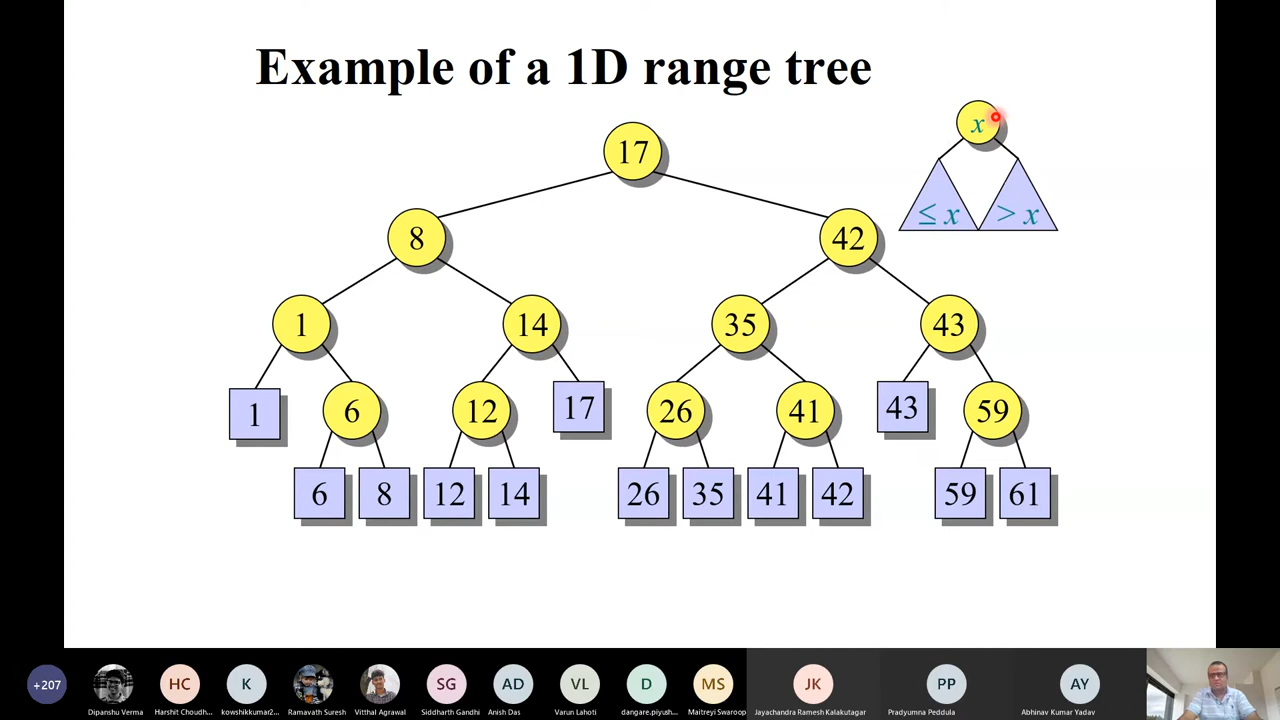 Example of a 1D range tree
x
≤ x > x
17
8 42
1 14 35 43
1 6 12 17 26 41 43 59
6 8 12 14 26 35 41 42 59 61
+207 HC K SG AD VL D MS JK PP AY
Dipanshu Verma Harshit Choudh... kowshikkumar2... Ramavath Suresh Vitthal Agrawal Siddharth Gandhi Anish Das Varun Lahoti dangare.piyush... Maitreyi Swaroop Jayachandra Ramesh Kalakutagar Pradyumna Peddula Abhinav Kumar Yadav